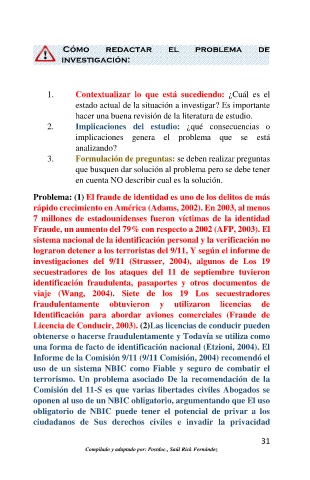 CÓMO REDACTAR EL PROBLEMA DE
INVESTIGACIÓN:
1. Contextualizar lo que está sucediendo: ¿Cuál es el
estado actual de la situación a investigar? Es importante
hacer una buena revisión de la literatura de estudio.
2. Implicaciones del estudio: ¿qué consecuencias o
implicaciones genera el problema que se está
analizando?
3. Formulación de preguntas: se deben realizar preguntas
que busquen dar solución al problema pero se debe tener
en cuenta NO describir cual es la solución.
Problema: (1) El fraude de identidad es uno de los delitos de más
rápido crecimiento en América (Adams, 2002). En 2003, al menos
7 millones de estadounidenses fueron víctimas de la identidad
Fraude, un aumento del 79% con respecto a 2002 (AFP, 2003). El
sistema nacional de la identificación personal y la verificación no
lograron detener a los terroristas del 9/11, Y según el informe de
investigaciones del 9/11 (Strasser, 2004), algunos de Los 19
secuestradores de los ataques del 11 de septiembre tuvieron
identificación fraudulenta, pasaportes y otros documentos de
viaje (Wang, 2004). Siete de los 19 Los secuestradores
fraudulentamente obtuvieron y utilizaron licencias de
Identificación para abordar aviones comerciales (Fraude de
Licencia de Conducir, 2003). (2)Las licencias de conducir pueden
obtenerse o hacerse fraudulentamente y Todavía se utiliza como
una forma de facto de identificación nacional (Etzioni, 2004). El
Informe de la Comisión 9/11 (9/11 Comisión, 2004) recomendó el
uso de un sistema NBIC como Fiable y seguro de combatir el
terrorismo. Un problema asociado De la recomendación de la
Comisión del 11-S es que varias libertades civiles Abogados se
oponen al uso de un NBIC obligatorio, argumentando que El uso
obligatorio de NBIC puede tener el potencial de privar a los
ciudadanos de Sus derechos civiles e invadir la privacidad
31
Compilado y adaptado por: Posdoc., Saúl Rick Fernández